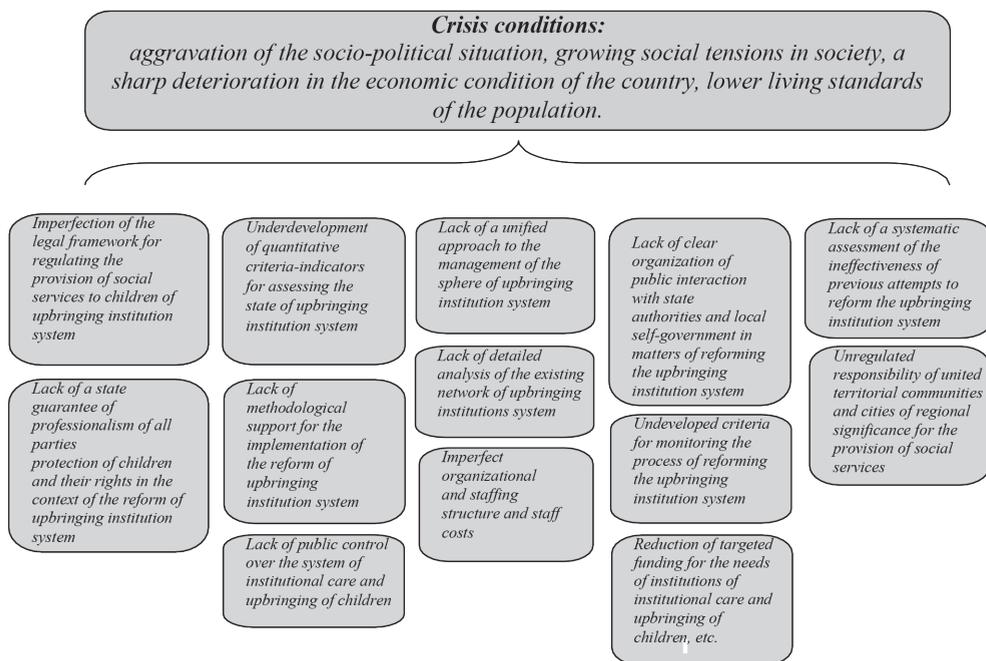 Crisis conditions:
aggravation of the socio-political situation, growing social tensions in society, a
sharp deterioration in the economic condition of the country, lower living standards
of the population.
Imperfection of the
legal framework for
regulating the
provision of social
services to children of
upbringing institution
system
Lack of a state
guarantee of
professionalism of all
parties
protection of children
and their rights in the
context of the reform of
upbringing institution
system
Underdevelopment
of quantitative
criteria-indicators
for assessing the
state of upbringing
institution system
Lack of
methodological
support for the
implementation of
the reform of
upbringing
institution system
Lack of public control
over the system of
institutional care and
upbringing of children
Lack of a unified
approach to the
management of the
sphere of upbringing
institution system
Lack of detailed
analysis of the existing
network of upbringing
institutions system
Imperfect
organizational
and staffing
structure and staff
costs
Lack of clear
organization of
public interaction
with state
authorities and local
self-government in
matters of reforming
the upbringing
institution system
Undeveloped criteria
for monitoring the
process of reforming
the upbringing
institution system
Reduction of targeted
funding for the needs
of institutions of
institutional care and
upbringing of
children, etc.
Lack of a systematic
assessment of the
ineffectiveness of
previous attempts to
reform the upbringing
institution system
Unregulated
responsibility of united
territorial communities
and cities of regional
significance for the
provision of social
services